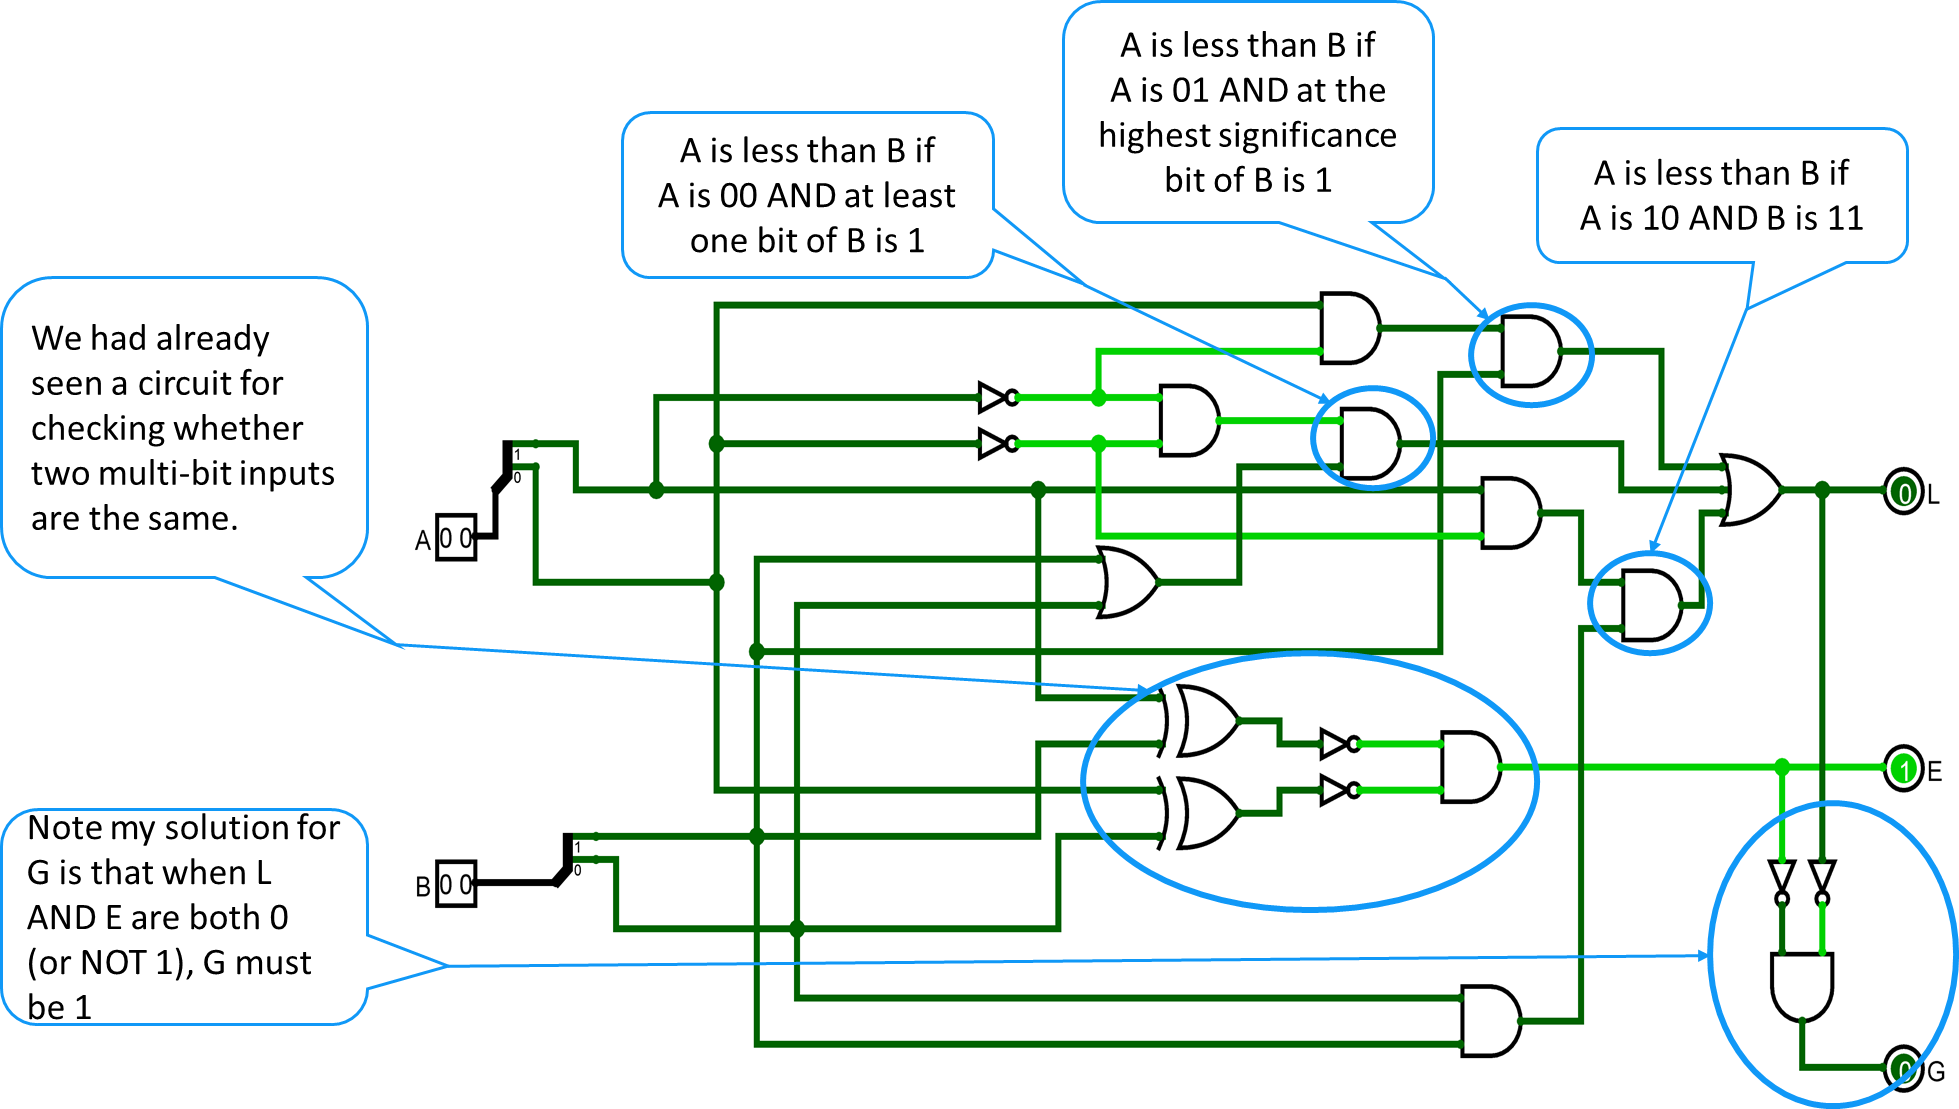 A is less than B if
A is 01 AND at the
highest significance
bit of B is 1
A is less than B if
A is 00 AND at least
one bit of B is 1
A is less than B if
A is 10 AND B is 11
We had already
seen a circuit for
checking whether
two multi-bit inputs
are the same.
1
0
A 0 0
0 L
1 E
Note my solution for
G is that when L
AND E are both 0
(or NOT 1), G must
be 1
1
0
B 0 0
0 G